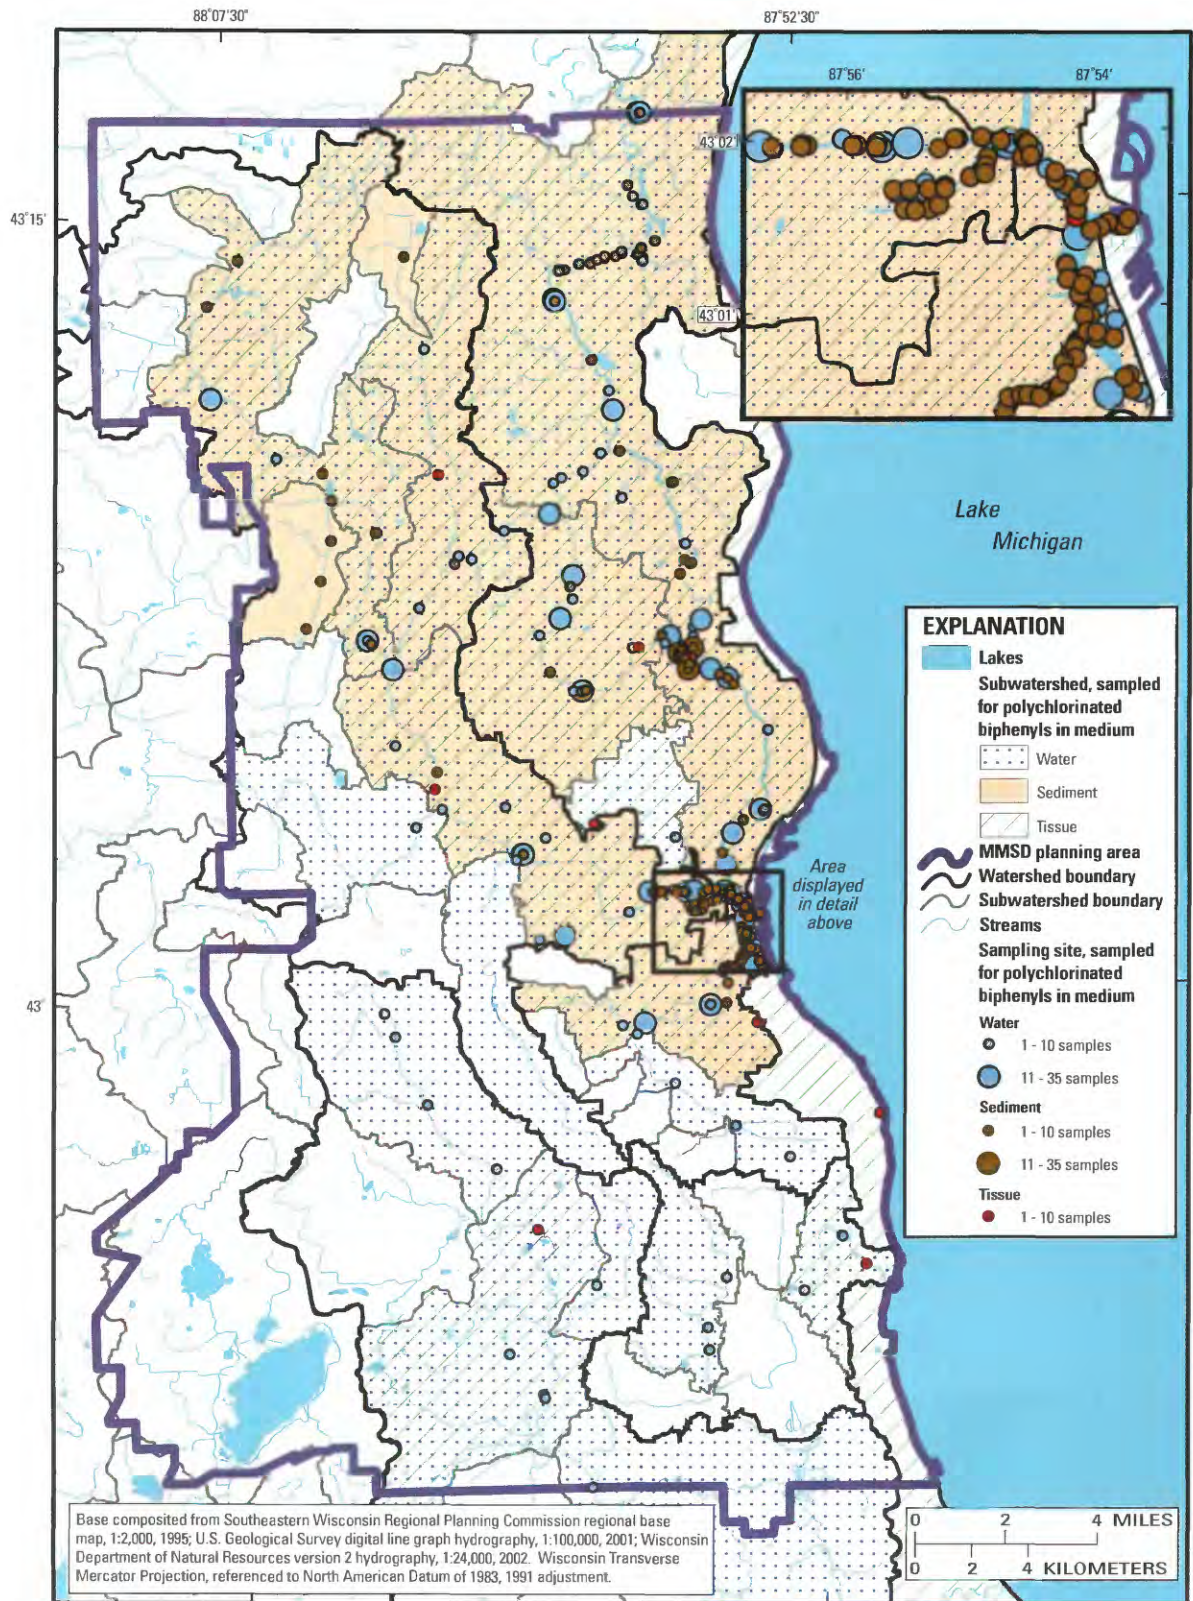 88°07'30"
87°52'30"
87°56'
87°54'
43°02'
43°15'
43°01'
Lake
Michigan
EXPLANATION
Lakes
Subwatershed, sampled
for polychlorinated
biphenyls in medium
Water
Sediment
Tissue
MMSD planning area
Watershed boundary
Subwatershed boundary
Streams
Sampling site, sampled
for polychlorinated
biphenyls in medium
Water
1 - 10 samples
11 - 35 samples
Sediment
1 - 10 samples
11 - 35 samples
Tissue
1 - 10 samples
Area
displayed
in detail
above
43°
Base composited from Southeastern Wisconsin Regional Planning Commission regional base
map, 1:2,000, 1995; U.S. Geological Survey digital line graph hydrography, 1:100,000, 2001; Wisconsin
Department of Natural Resources version 2 hydrography, 1:24,000, 2002. Wisconsin Transverse
Mercator Projection, referenced to North American Datum of 1983, 1991 adjustment.
0 2 4 MILES
0 2 4 KILOMETERS